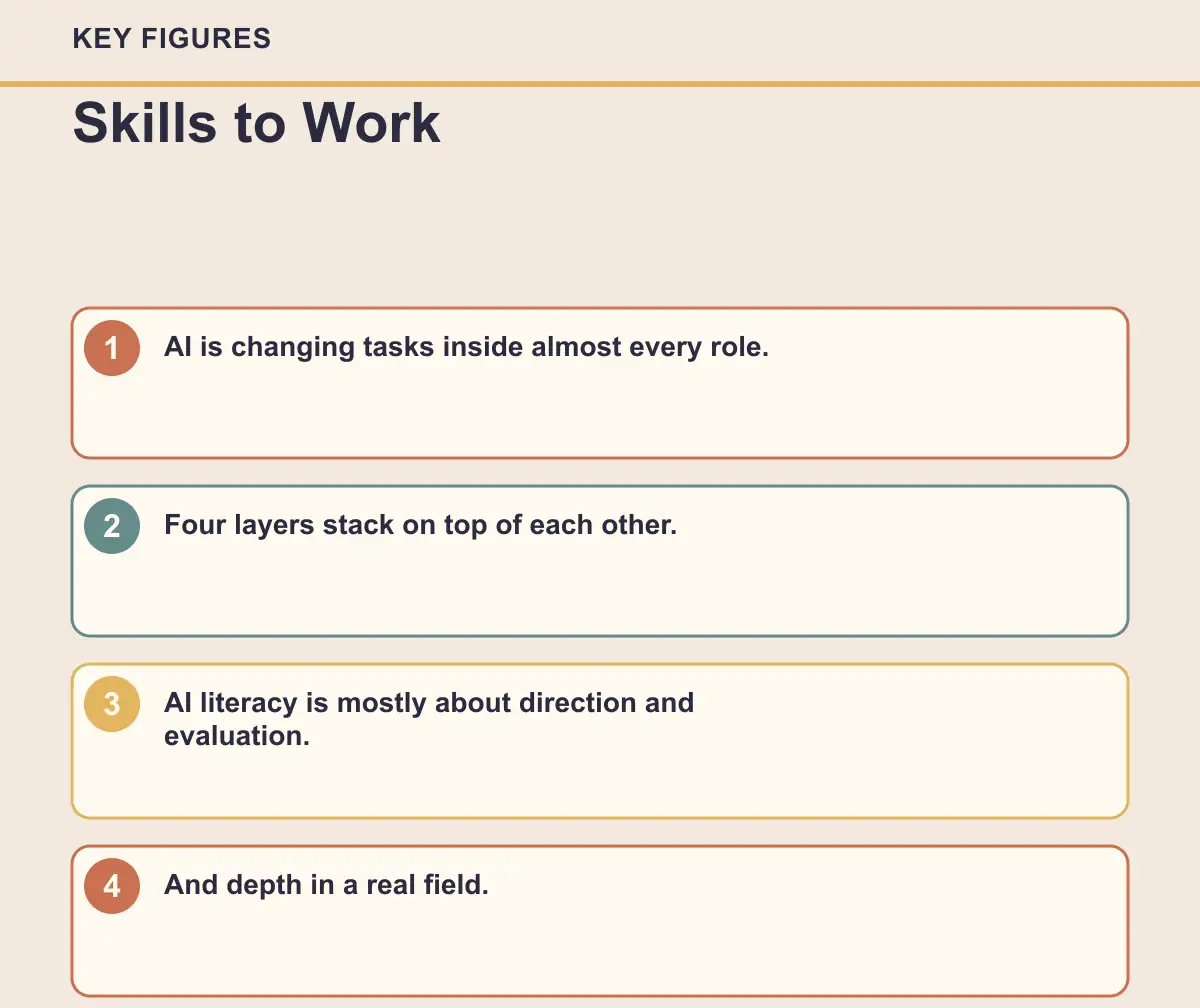 KEY FIGURES
Skills to Work
1
AI is changing tasks inside almost every role.
2
Four layers stack on top of each other.
3
AI literacy is mostly about direction and
evaluation.
4
And depth in a real field.